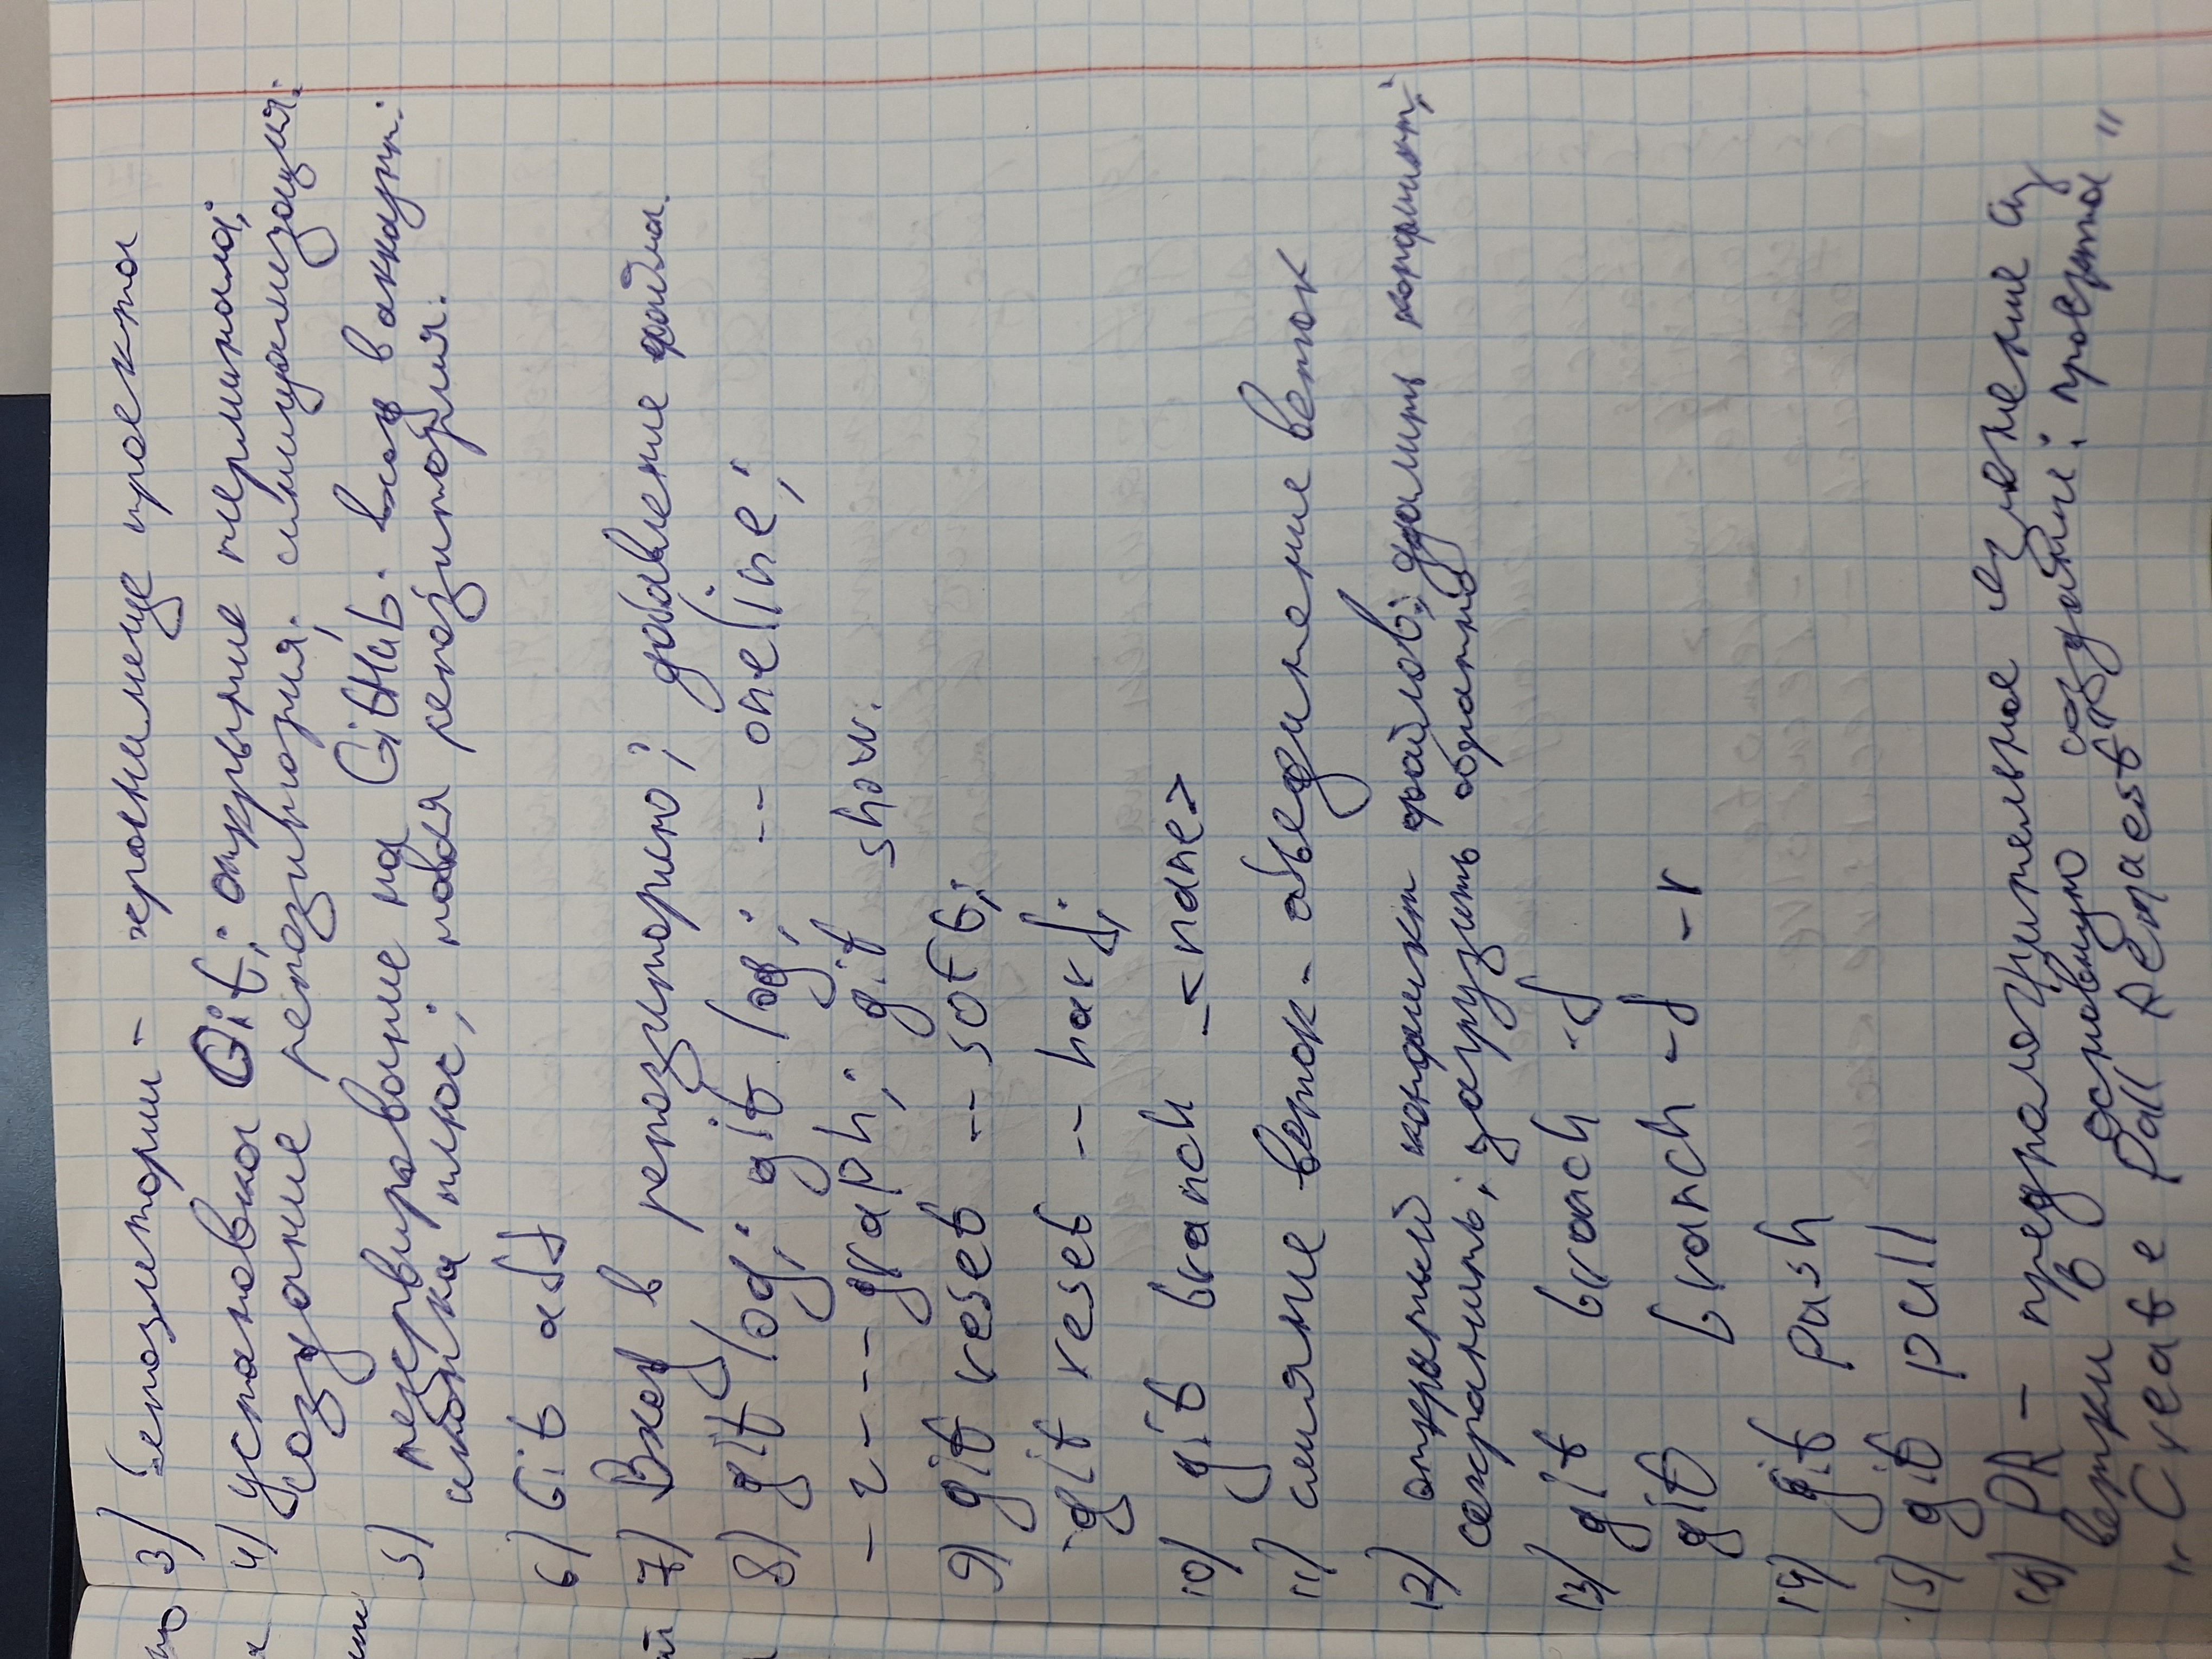 3) Репозитории - хранилище проекта
4) установка Git; открытие терминала;
создание репозитория; инициализация:
5) резервирование на GitHub. вход в аккаунт:
иконка плюс; новая репозитория.
6) Git add
7) Вход в репозиторию; добавление файла.
8) git log; git log; -- oneline;
---- graph; git show.
9) git reset -- soft;
git reset -- hard;
10) git branch <name>
11) слияние веток - объединение веток
12) открытый конфликт файлов; удалить конфликт;
сохранить; загрузить обратно
13) git branch -d
git branch -d -r
14) git push
15) git pull
16) PR - предположительное изменение из
ветки в основную создание; проекта "
"Create Pull Request"